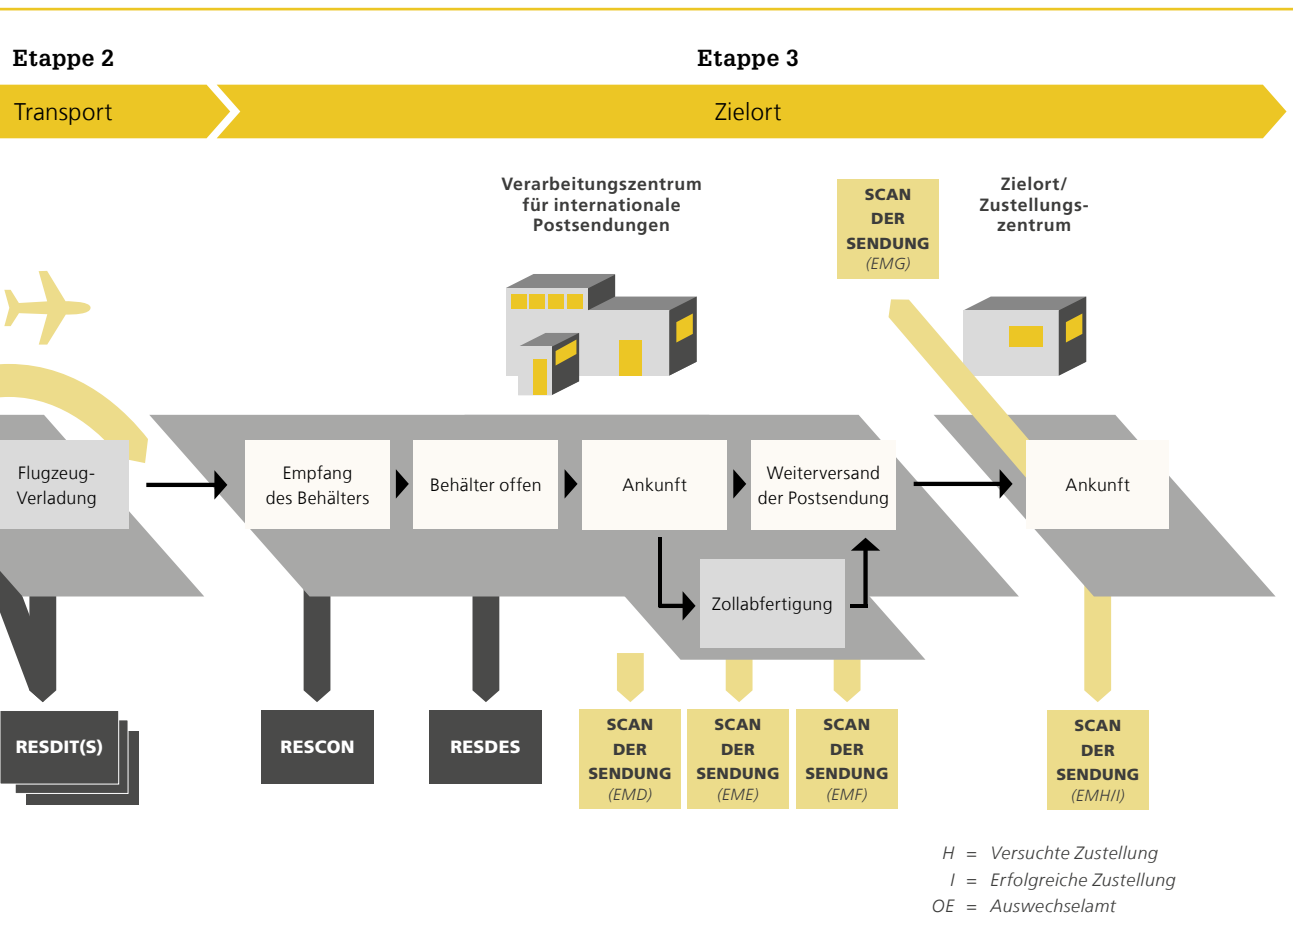 Etappe 2
Etappe 3
Transport
Zielort
Verarbeitungszentrum
für internationale
Postsendungen
SCAN
DER
SENDUNG
(EMG)
Zielort/
Zustellungs-
zentrum
Flugzeug-
Verladung
Empfang
des Behälters
Behälter offen
Ankunft
Weiterversand
der Postsendung
Ankunft
Zollabfertigung
RESDIT(S)
RESCON
RESDES
SCAN
DER
SENDUNG
(EMD)
SCAN
DER
SENDUNG
(EME)
SCAN
DER
SENDUNG
(EMF)
SCAN
DER
SENDUNG
(EMH/I)
H = Versuchte Zustellung
I = Erfolgreiche Zustellung
OE = Auswechselamt